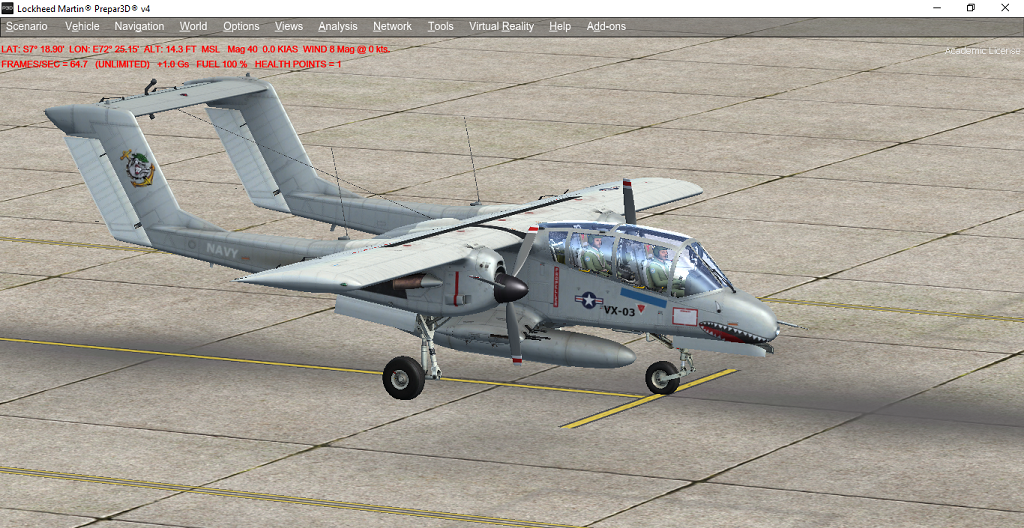 P3D Lockheed Martin® Prepar3D® v4
Scenario Vehicle Navigation World Options Views Analysis Network Tools Virtual Reality Help Add-ons
LAT: S7° 18.90' LON: E72° 25.15' ALT: 14.3 FT MSL Mag 40 0.0 KIAS WIND 8 Mag @ 0 kts.
Academic License
FRAMES/SEC = 64.7 (UNLIMITED) +1.0 Gs FUEL 100 % HEALTH POINTS = 1
NAVY
VX-03